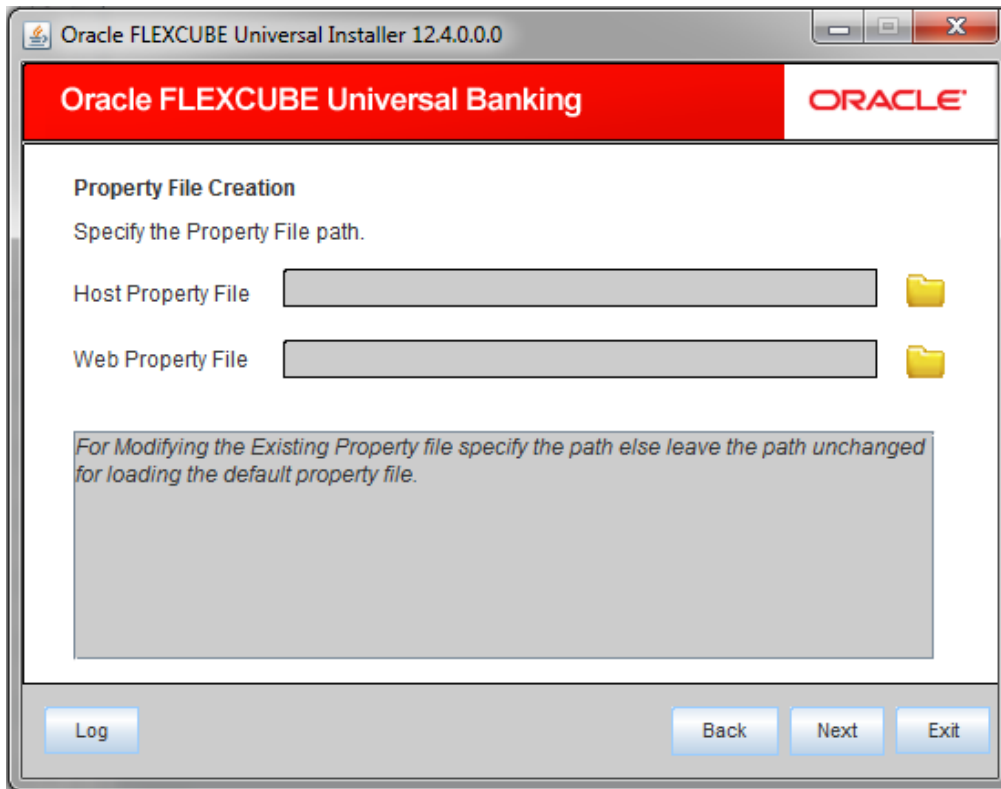 Oracle FLEXCUBE Universal Installer 12.4.0.0.0
Oracle FLEXCUBE Universal Banking
ORACLE
Property File Creation
Specify the Property File path.
Host Property File
Web Property File
For Modifying the Existing Property file specify the path else leave the path unchanged
for loading the default property file.
Log
Back
Next
Exit